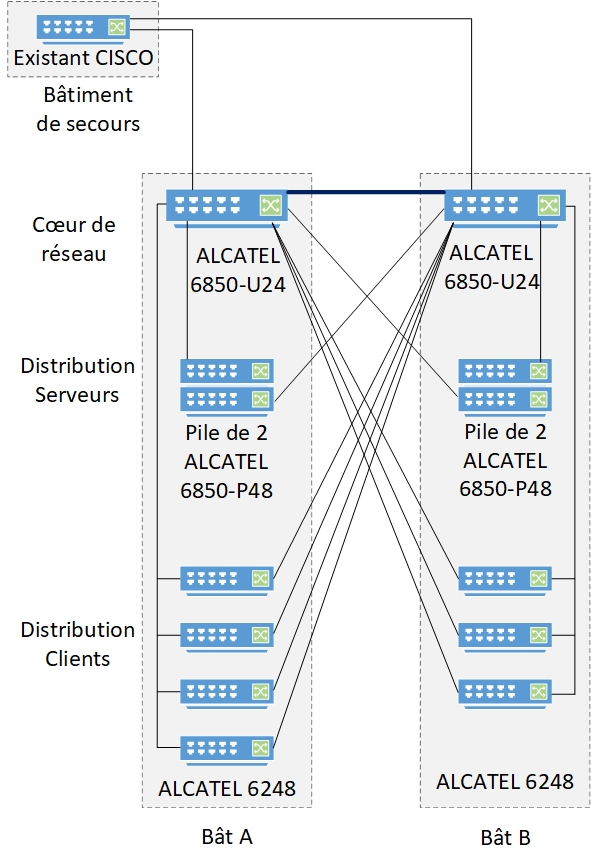 Existant CISCO
Bâtiment
de secours
Cœur de
réseau
ALCATEL
6850-U24
ALCATEL
6850-U24
Distribution
Serveurs
Pile de 2
ALCATEL
6850-P48
Pile de 2
ALCATEL
6850-P48
Distribution
Clients
ALCATEL 6248
ALCATEL 6248
Bât A
Bât B